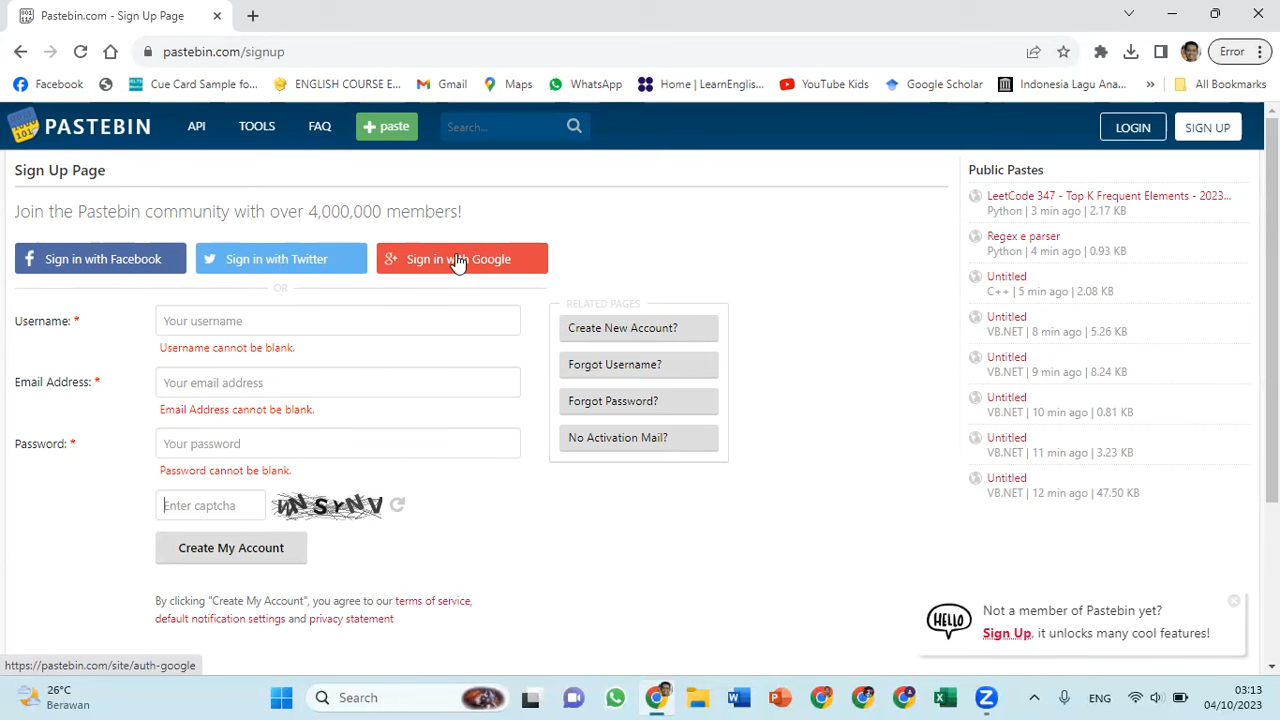 Pastebin.com - Sign Up Page
pastebin.com/signup
Error
Facebook
Cue Card Sample fo...
ENGLISH COURSE E...
Gmail
Maps
WhatsApp
Home | LearnEnglis...
YouTube Kids
Google Scholar
Indonesia Lagu Ana...
»
All Bookmarks
PASTEBIN
API
TOOLS
FAQ
+ paste
Search...
LOGIN
SIGN UP
Sign Up Page
Join the Pastebin community with over 4,000,000 members!
Sign in with Facebook
Sign in with Twitter
Sign in with Google
OR
Username: *
Your username
Username cannot be blank.
Email Address: *
Your email address
Email Address cannot be blank.
Password: *
Your password
Password cannot be blank.
Enter captcha
Create My Account
By clicking "Create My Account", you agree to our terms of service,
default notification settings and privacy statement
RELATED PAGES
Create New Account?
Forgot Username?
Forgot Password?
No Activation Mail?
Public Pastes
LeetCode 347 - Top K Frequent Elements - 2023...
Python | 3 min ago | 2.17 KB
Regex e parser
Python | 4 min ago | 0.93 KB
Untitled
C++ | 5 min ago | 2.08 KB
Untitled
VB.NET | 8 min ago | 5.26 KB
Untitled
VB.NET | 9 min ago | 8.24 KB
Untitled
VB.NET | 10 min ago | 0.81 KB
Untitled
VB.NET | 11 min ago | 3.23 KB
Untitled
VB.NET | 12 min ago | 47.50 KB
HELLO
Not a member of Pastebin yet?
Sign Up, it unlocks many cool features!
https://pastebin.com/site/auth-google
26°C
Berawan
Search
ENG
03:13
04/10/2023